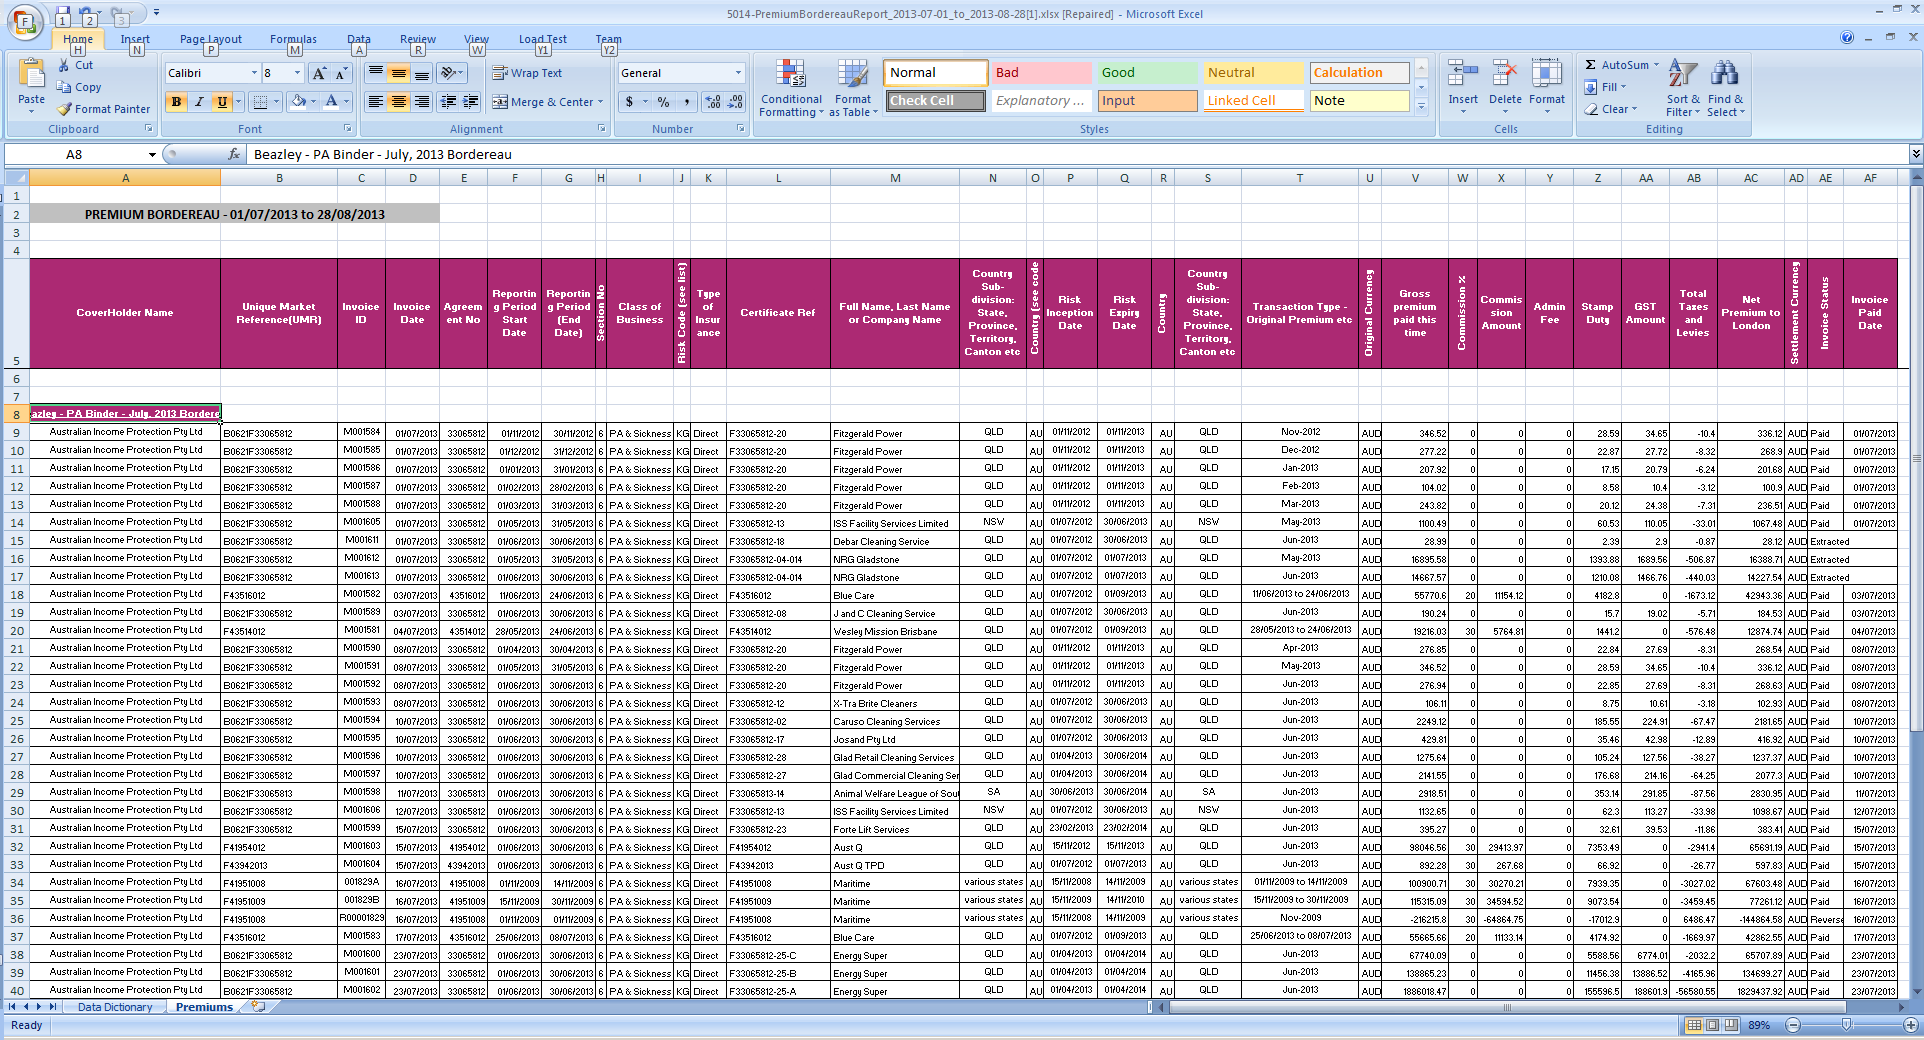 5014-PremiumBordereauReport_2013-07-01_to_2013-08-28[1].xlsx [Repaired] - Microsoft Excel
F 1 2 3
Home Insert Page Layout Formulas Data Review View Load Test Team
H N P M A R W Y1 Y2
Paste Cut Copy Format Painter Clipboard
Calibri 8 A A B I U A Font
Wrap Text Merge & Center Alignment
General $ % , Number
Conditional Formatting Format as Table
Normal Bad Good Neutral Calculation
Check Cell Explanatory ... Input Linked Cell Note
Styles
Insert Delete Format Cells
AutoSum Fill Clear Sort & Filter Find & Select Editing
A8 fx Beazley - PA Binder - July, 2013 Bordereau
A B C D E F G H I J K L M N O P Q R S T U V W X Y Z AA AB AC AD AE AF
1
2 PREMIUM BORDEREAU - 01/07/2013 to 28/08/2013
3
4
5 CoverHolder Name Unique Market Reference(UMR) Invoice ID Invoice Date Agreem ent No Reportin g Period Start Date Reportin g Period (End Date) Section No Class of Business Risk Code (see list) Type of Insur ance Certificate Ref Full Name, Last Name or Company Name Country Sub-division: State, Province, Territory, Canton etc Country (see code Risk Inception Date Risk Expiry Date Country Country Sub-division: State, Province, Territory, Canton etc Transaction Type - Original Premium etc Original Currency Gross premium paid this time Commission % Commis sion Amount Admin Fee Stamp Duty GST Amount Total Taxes and Levies Net Premium to London Settlement Currency Invoice Status Invoice Paid Date
6
7
8 azley - PA Binder - July, 2013 Bordere
9 Australian Income Protection Pty Ltd B0621F33065812 M001584 01/07/2013 33065812 01/11/2012 30/11/2012 6 PA & Sickness KG Direct F33065812-20 Fitzgerald Power QLD AU 01/11/2012 01/11/2013 AU QLD Nov-2012 AUD 346.52 0 0 0 28.59 34.65 -10.4 336.12 AUD Paid 01/07/2013
10 Australian Income Protection Pty Ltd B0621F33065812 M001585 01/07/2013 33065812 01/12/2012 31/12/2012 6 PA & Sickness KG Direct F33065812-20 Fitzgerald Power QLD AU 01/11/2012 01/11/2013 AU QLD Dec-2012 AUD 277.22 0 0 0 22.87 27.72 -8.32 268.9 AUD Paid 01/07/2013
11 Australian Income Protection Pty Ltd B0621F33065812 M001586 01/07/2013 33065812 01/01/2013 31/01/2013 6 PA & Sickness KG Direct F33065812-20 Fitzgerald Power QLD AU 01/11/2012 01/11/2013 AU QLD Jan-2013 AUD 207.92 0 0 0 17.15 20.79 -6.24 201.68 AUD Paid 01/07/2013
12 Australian Income Protection Pty Ltd B0621F33065812 M001587 01/07/2013 33065812 01/02/2013 28/02/2013 6 PA & Sickness KG Direct F33065812-20 Fitzgerald Power QLD AU 01/11/2012 01/11/2013 AU QLD Feb-2013 AUD 104.02 0 0 0 8.58 10.4 -3.12 100.9 AUD Paid 01/07/2013
13 Australian Income Protection Pty Ltd B0621F33065812 M001588 01/07/2013 33065812 01/03/2013 31/03/2013 6 PA & Sickness KG Direct F33065812-20 Fitzgerald Power QLD AU 01/11/2012 01/11/2013 AU QLD Mar-2013 AUD 243.82 0 0 0 20.12 24.38 -7.31 236.51 AUD Paid 01/07/2013
14 Australian Income Protection Pty Ltd B0621F33065812 M001605 01/07/2013 33065812 01/05/2013 31/05/2013 6 PA & Sickness KG Direct F33065812-13 ISS Facility Services Limited NSW AU 01/07/2012 30/06/2013 AU NSW May-2013 AUD 1100.49 0 0 0 60.53 110.05 -33.01 1067.48 AUD Paid 01/07/2013
15 Australian Income Protection Pty Ltd B0621F33065812 M001611 01/07/2013 33065812 01/06/2013 30/06/2013 6 PA & Sickness KG Direct F33065812-18 Debar Cleaning Service QLD AU 01/07/2012 30/06/2013 AU QLD Jun-2013 AUD 28.99 0 0 0 2.39 2.9 -0.87 28.12 AUD Extracted
16 Australian Income Protection Pty Ltd B0621F33065812 M001612 01/07/2013 33065812 01/05/2013 31/05/2013 6 PA & Sickness KG Direct F33065812-04-014 NRG Gladstone QLD AU 01/07/2012 01/07/2013 AU QLD May-2013 AUD 16895.58 0 0 0 1393.88 1689.56 -506.87 16388.71 AUD Extracted
17 Australian Income Protection Pty Ltd B0621F33065812 M001613 01/07/2013 33065812 01/06/2013 30/06/2013 6 PA & Sickness KG Direct F33065812-04-014 NRG Gladstone QLD AU 01/07/2012 01/07/2013 AU QLD Jun-2013 AUD 14667.57 0 0 0 1210.08 1466.76 -440.03 14227.54 AUD Extracted
18 Australian Income Protection Pty Ltd F43516012 M001582 03/07/2013 43516012 11/06/2013 24/06/2013 6 PA & Sickness KG Direct F43516012 Blue Care QLD AU 01/07/2012 01/09/2013 AU QLD 11/06/2013 to 24/06/2013 AUD 55770.6 20 11154.12 0 4182.8 0 -1673.12 42943.36 AUD Paid 03/07/2013
19 Australian Income Protection Pty Ltd B0621F33065812 M001589 03/07/2013 33065812 01/06/2013 30/06/2013 6 PA & Sickness KG Direct F33065812-08 J and C Cleaning Service QLD AU 01/07/2012 30/06/2013 AU QLD Jun-2013 AUD 190.24 0 0 0 15.7 19.02 -5.71 184.53 AUD Paid 03/07/2013
20 Australian Income Protection Pty Ltd F43514012 M001581 04/07/2013 43514012 28/05/2013 24/06/2013 6 PA & Sickness KG Direct F43514012 Wesley Mission Brisbane QLD AU 01/07/2012 01/09/2013 AU QLD 28/05/2013 to 24/06/2013 AUD 19216.03 30 5764.81 0 1441.2 0 -576.48 12874.74 AUD Paid 04/07/2013
21 Australian Income Protection Pty Ltd B0621F33065812 M001590 08/07/2013 33065812 01/04/2013 30/04/2013 6 PA & Sickness KG Direct F33065812-20 Fitzgerald Power QLD AU 01/11/2012 01/11/2013 AU QLD Apr-2013 AUD 276.85 0 0 0 22.84 27.69 -8.31 268.54 AUD Paid 08/07/2013
22 Australian Income Protection Pty Ltd B0621F33065812 M001591 08/07/2013 33065812 01/05/2013 31/05/2013 6 PA & Sickness KG Direct F33065812-20 Fitzgerald Power QLD AU 01/11/2012 01/11/2013 AU QLD May-2013 AUD 346.52 0 0 0 28.59 34.65 -10.4 336.12 AUD Paid 08/07/2013
23 Australian Income Protection Pty Ltd B0621F33065812 M001592 08/07/2013 33065812 01/06/2013 30/06/2013 6 PA & Sickness KG Direct F33065812-20 Fitzgerald Power QLD AU 01/11/2012 01/11/2013 AU QLD Jun-2013 AUD 276.94 0 0 0 22.85 27.69 -8.31 268.63 AUD Paid 08/07/2013
24 Australian Income Protection Pty Ltd B0621F33065812 M001593 08/07/2013 33065812 01/06/2013 30/06/2013 6 PA & Sickness KG Direct F33065812-12 X-Tra Brite Cleaners QLD AU 01/07/2012 30/06/2013 AU QLD Jun-2013 AUD 106.11 0 0 0 8.75 10.61 -3.18 102.93 AUD Paid 08/07/2013
25 Australian Income Protection Pty Ltd B0621F33065812 M001594 10/07/2013 33065812 01/06/2013 30/06/2013 6 PA & Sickness KG Direct F33065812-02 Caruso Cleaning Services QLD AU 01/07/2012 30/06/2013 AU QLD Jun-2013 AUD 2249.12 0 0 0 185.55 224.91 -67.47 2181.65 AUD Paid 10/07/2013
26 Australian Income Protection Pty Ltd B0621F33065812 M001595 10/07/2013 33065812 01/06/2013 30/06/2013 6 PA & Sickness KG Direct F33065812-17 Josand Pty Ltd QLD AU 01/07/2012 30/06/2013 AU QLD Jun-2013 AUD 429.81 0 0 0 35.46 42.98 -12.89 416.92 AUD Paid 10/07/2013
27 Australian Income Protection Pty Ltd B0621F33065812 M001596 10/07/2013 33065812 01/06/2013 30/06/2013 6 PA & Sickness KG Direct F33065812-28 Glad Retail Cleaning Services QLD AU 01/04/2013 30/06/2014 AU QLD Jun-2013 AUD 1275.64 0 0 0 105.24 127.56 -38.27 1237.37 AUD Paid 10/07/2013
28 Australian Income Protection Pty Ltd B0621F33065812 M001597 10/07/2013 33065812 01/06/2013 30/06/2013 6 PA & Sickness KG Direct F33065812-27 Glad Commercial Cleaning Ser QLD AU 01/04/2013 30/06/2014 AU QLD Jun-2013 AUD 2141.55 0 0 0 176.68 214.16 -64.25 2077.3 AUD Paid 10/07/2013
29 Australian Income Protection Pty Ltd B0621F33065813 M001598 11/07/2013 33065813 01/06/2013 30/06/2013 6 PA & Sickness KG Direct F33065813-14 Animal Welfare League of Sou SA AU 30/06/2013 30/06/2014 AU SA Jun-2013 AUD 2918.51 0 0 0 353.14 291.85 -87.56 2830.95 AUD Paid 11/07/2013
30 Australian Income Protection Pty Ltd B0621F33065812 M001606 12/07/2013 33065812 01/06/2013 30/06/2013 6 PA & Sickness KG Direct F33065812-13 ISS Facility Services Limited NSW AU 01/07/2012 30/06/2013 AU NSW Jun-2013 AUD 1132.65 0 0 0 62.3 113.27 -33.98 1098.67 AUD Paid 12/07/2013
31 Australian Income Protection Pty Ltd B0621F33065812 M001599 15/07/2013 33065812 01/06/2013 30/06/2013 6 PA & Sickness KG Direct F33065812-23 Forte Lift Services QLD AU 23/02/2013 23/02/2014 AU QLD Jun-2013 AUD 395.27 0 0 0 32.61 39.53 -11.86 383.41 AUD Paid 15/07/2013
32 Australian Income Protection Pty Ltd F41954012 M001603 15/07/2013 41954012 01/06/2013 30/06/2013 6 PA & Sickness KG Direct F41954012 Aust Q QLD AU 15/11/2012 15/11/2013 AU QLD Jun-2013 AUD 98046.56 30 29413.97 0 7353.49 0 -2941.4 65691.19 AUD Paid 15/07/2013
33 Australian Income Protection Pty Ltd F43942013 M001604 15/07/2013 43942013 01/06/2013 30/06/2013 6 PA & Sickness KG Direct F43942013 Aust Q TPD QLD AU 01/07/2012 01/07/2013 AU QLD Jun-2013 AUD 892.28 30 267.68 0 66.92 0 -26.77 597.83 AUD Paid 15/07/2013
34 Australian Income Protection Pty Ltd F41951008 001829A 16/07/2013 41951008 01/11/2009 14/11/2009 6 PA & Sickness KG Direct F41951008 Maritime various states AU 15/11/2008 14/11/2009 AU various states 01/11/2009 to 14/11/2009 AUD 100900.71 30 30270.21 0 7939.35 0 -3027.02 67603.48 AUD Paid 16/07/2013
35 Australian Income Protection Pty Ltd F41951009 001829B 16/07/2013 41951009 15/11/2009 30/11/2009 6 PA & Sickness KG Direct F41951009 Maritime various states AU 15/11/2009 14/11/2010 AU various states 15/11/2009 to 30/11/2009 AUD 115315.09 30 34594.52 0 9073.54 0 -3459.45 77261.12 AUD Paid 16/07/2013
36 Australian Income Protection Pty Ltd F41951008 R00001829 16/07/2013 41951009 01/11/2009 01/11/2009 6 PA & Sickness KG Direct F41951008 Maritime various states AU 15/11/2008 14/11/2009 AU various states Nov-2009 AUD -216215.8 30 -64864.75 0 -17012.9 0 6486.47 -144864.58 AUD Reverse 16/07/2013
37 Australian Income Protection Pty Ltd F43516012 M001583 17/07/2013 43516012 25/06/2013 08/07/2013 6 PA & Sickness KG Direct F43516012 Blue Care QLD AU 01/07/2012 01/09/2013 AU QLD 25/06/2013 to 08/07/2013 AUD 55665.66 20 11133.14 0 4174.92 0 -1669.97 42862.55 AUD Paid 17/07/2013
38 Australian Income Protection Pty Ltd B0621F33065812 M001600 23/07/2013 33065812 01/06/2013 30/06/2013 6 PA & Sickness KG Direct F33065812-25-C Energy Super QLD AU 01/04/2013 01/04/2014 AU QLD Jun-2013 AUD 67740.09 0 0 0 5588.56 6774.01 -2032.2 65707.89 AUD Paid 23/07/2013
39 Australian Income Protection Pty Ltd B0621F33065812 M001601 23/07/2013 33065812 01/06/2013 30/06/2013 6 PA & Sickness KG Direct F33065812-25-B Energy Super QLD AU 01/04/2013 01/04/2014 AU QLD Jun-2013 AUD 138865.23 0 0 0 11456.38 13886.52 -4165.96 134699.27 AUD Paid 23/07/2013
40 Australian Income Protection Pty Ltd B0621F33065812 M001602 23/07/2013 33065812 01/06/2013 30/06/2013 6 PA & Sickness KG Direct F33065812-25-A Energy Super QLD AU 01/04/2013 01/04/2014 AU QLD Jun-2013 AUD 1886018.47 0 0 0 155596.5 188601.9 -56580.55 1829437.92 AUD Paid 23/07/2013
Data Dictionary Premiums
Ready 89%